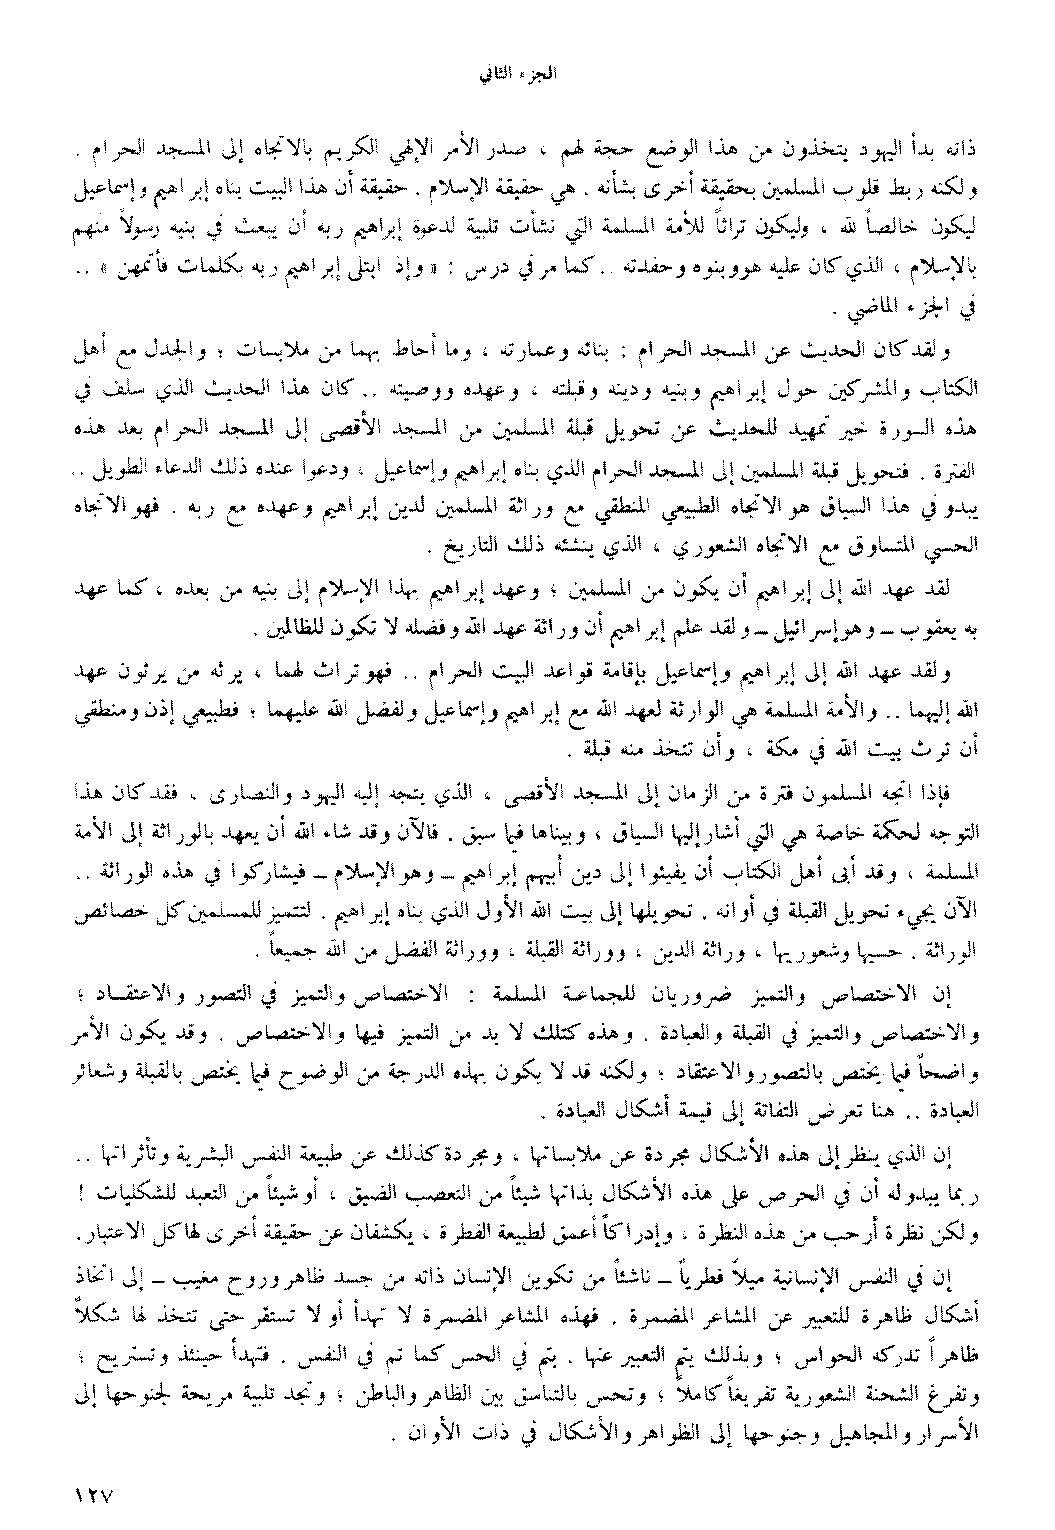 الجزء الثاني
ذاته بدأ اليهود يتخذون من هذا الوضع حجة لهم ، صدر الأمر الإلهي الكريم بالاتجاه إلى المسجد الحرام .
ولكنه ربط قلوب المسلمين بحقيقة أخرى بشأنه . هي حقيقة الإسلام . حقيقة أن هذا البيت بناه إبراهيم وإسماعيل
ليكون خالصاً لله ، وليكون تراثاً للأمة المسلمة التي نشأت تلبية لدعوة إبراهيم ربه أن يبعث في بنيه رسولاً منهم
بالإسلام ، الذي كان عليه هو وبنوه وحفدته .. كما مر في درس : « وإذ ابتلى إبراهيم ربه بكلمات فأتمهن » ..
في الجزء الماضي .
ولقد كان الحديث عن المسجد الحرام : بنائه وعمارته ، وما أحاط بهما من ملابسات ؛ والجدل مع أهل
الكتاب والمشركين حول إبراهيم وبنيه ودينه وقبلته ، وعهده ووصيته .. كان هذا الحديث الذي سلف في
هذه السورة خير تمهيد للحديث عن تحويل قبلة المسلمين من المسجد الأقصى إلى المسجد الحرام بعد هذه
الفترة . فتحويل قبلة المسلمين إلى المسجد الحرام الذي بناه إبراهيم وإسماعيل ، ودعوا عنده ذلك الدعاء الطويل ..
يبدو في هذا السياق هو الاتجاه الطبيعي المنطقي مع وراثة المسلمين لدين إبراهيم وعهده مع ربه . فهو الاتجاه
الحسي المتساوق مع الاتجاه الشعوري ، الذي ينشئه ذلك التاريخ .
لقد عهد الله إلى إبراهيم أن يكون من المسلمين ؛ وعهد إبراهيم بهذا الإسلام إلى بنيه من بعده ، كما عهد
به يعقوب – وهو إسرائيل – ولقد علم إبراهيم أن وراثة عهد الله وفضله لا تكون للظالمين .
ولقد عهد الله إلى إبراهيم وإسماعيل بإقامة قواعد البيت الحرام .. فهو تراث لهما ، يرثه من يرثون عهد
الله إليهما .. والأمة المسلمة هي الوارثة لعهد الله مع إبراهيم وإسماعيل ولفضل الله عليهما ؛ فطبيعي إذن ومنطقي
أن ترث بيت الله في مكة ، وأن تتخذ منه قبلة .
فإذا اتجه المسلمون فترة من الزمان إلى المسجد الأقصى ، الذي يتجه إليه اليهود والنصارى ، فقد كان هذا
التوجه لحكمة خاصة هي التي أشار إليها السياق ، وبيناها فيما سبق . فالآن وقد شاء الله أن يعهد بالوراثة إلى الأمة
المسلمة ، وقد أبى أهل الكتاب أن يفيئوا إلى دين أبيهم إبراهيم – وهو الإسلام – فيشاركوا في هذه الوراثة ..
الآن يجيء تحويل القبلة في أوانه . تحويلها إلى بيت الله الأول الذي بناه إبراهيم . لتتميز للمسلمين كل خصائص
الوراثة . حسيها وشعوريها ، وراثة الدين ، ووراثة القبلة ، ووراثة الفضل من الله جميعاً .
إن الاختصاص والتميز ضروريان للجماعة المسلمة : الاختصاص والتميز في التصور والاعتقاد ؛
والاختصاص والتميز في القبلة والعبادة . وهذه كتلك لا بد من التميز فيها والاختصاص . وقد يكون الأمر
واضحاً فيما يختص بالتصور والاعتقاد ؛ ولكنه قد لا يكون بهذه الدرجة من الوضوح فيما يختص بالقبلة وشعائر
العبادة .. هنا تعرض التفاتة إلى قيمة أشكال العبادة .
إن الذي ينظر إلى هذه الأشكال مجردة عن ملابساتها ، ومجردة كذلك عن طبيعة النفس البشرية وتأثراتها ..
ربما يبدو له أن في الحرص على هذه الأشكال بذاتها شيئاً من التعصب الضيق ، أو شيئاً من التعبد للشكليات !
ولكن نظرة أرحب من هذه النظرة ، وإدراكاً أعمق لطبيعة الفطرة ، يكشفان عن حقيقة أخرى لها كل الاعتبار .
إن في النفس الإنسانية ميلاً فطرياً – ناشئاً من تكوين الإنسان ذاته من جسد ظاهر وروح مغيب – إلى اتخاذ
أشكال ظاهرة للتعبير عن المشاعر المضمرة . فهذه المشاعر المضمرة لا تهدأ أو لا تستقر حتى تتخذ لها شكلاً
ظاهراً تدركه الحواس ؛ وبذلك يتم التعبير عنها . يتم في الحس كما تم في النفس . فتهدأ حينئذ وتستريح ؛
وتفرغ الشحنة الشعورية تفريغاً كاملاً ؛ وتحس بالتناسق بين الظاهر والباطن ؛ وتجد تلبية مريحة لجنوحها إلى
الأسرار والمجاهيل وجنوحها إلى الظواهر والأشكال في ذات الأوان .
١٢٧